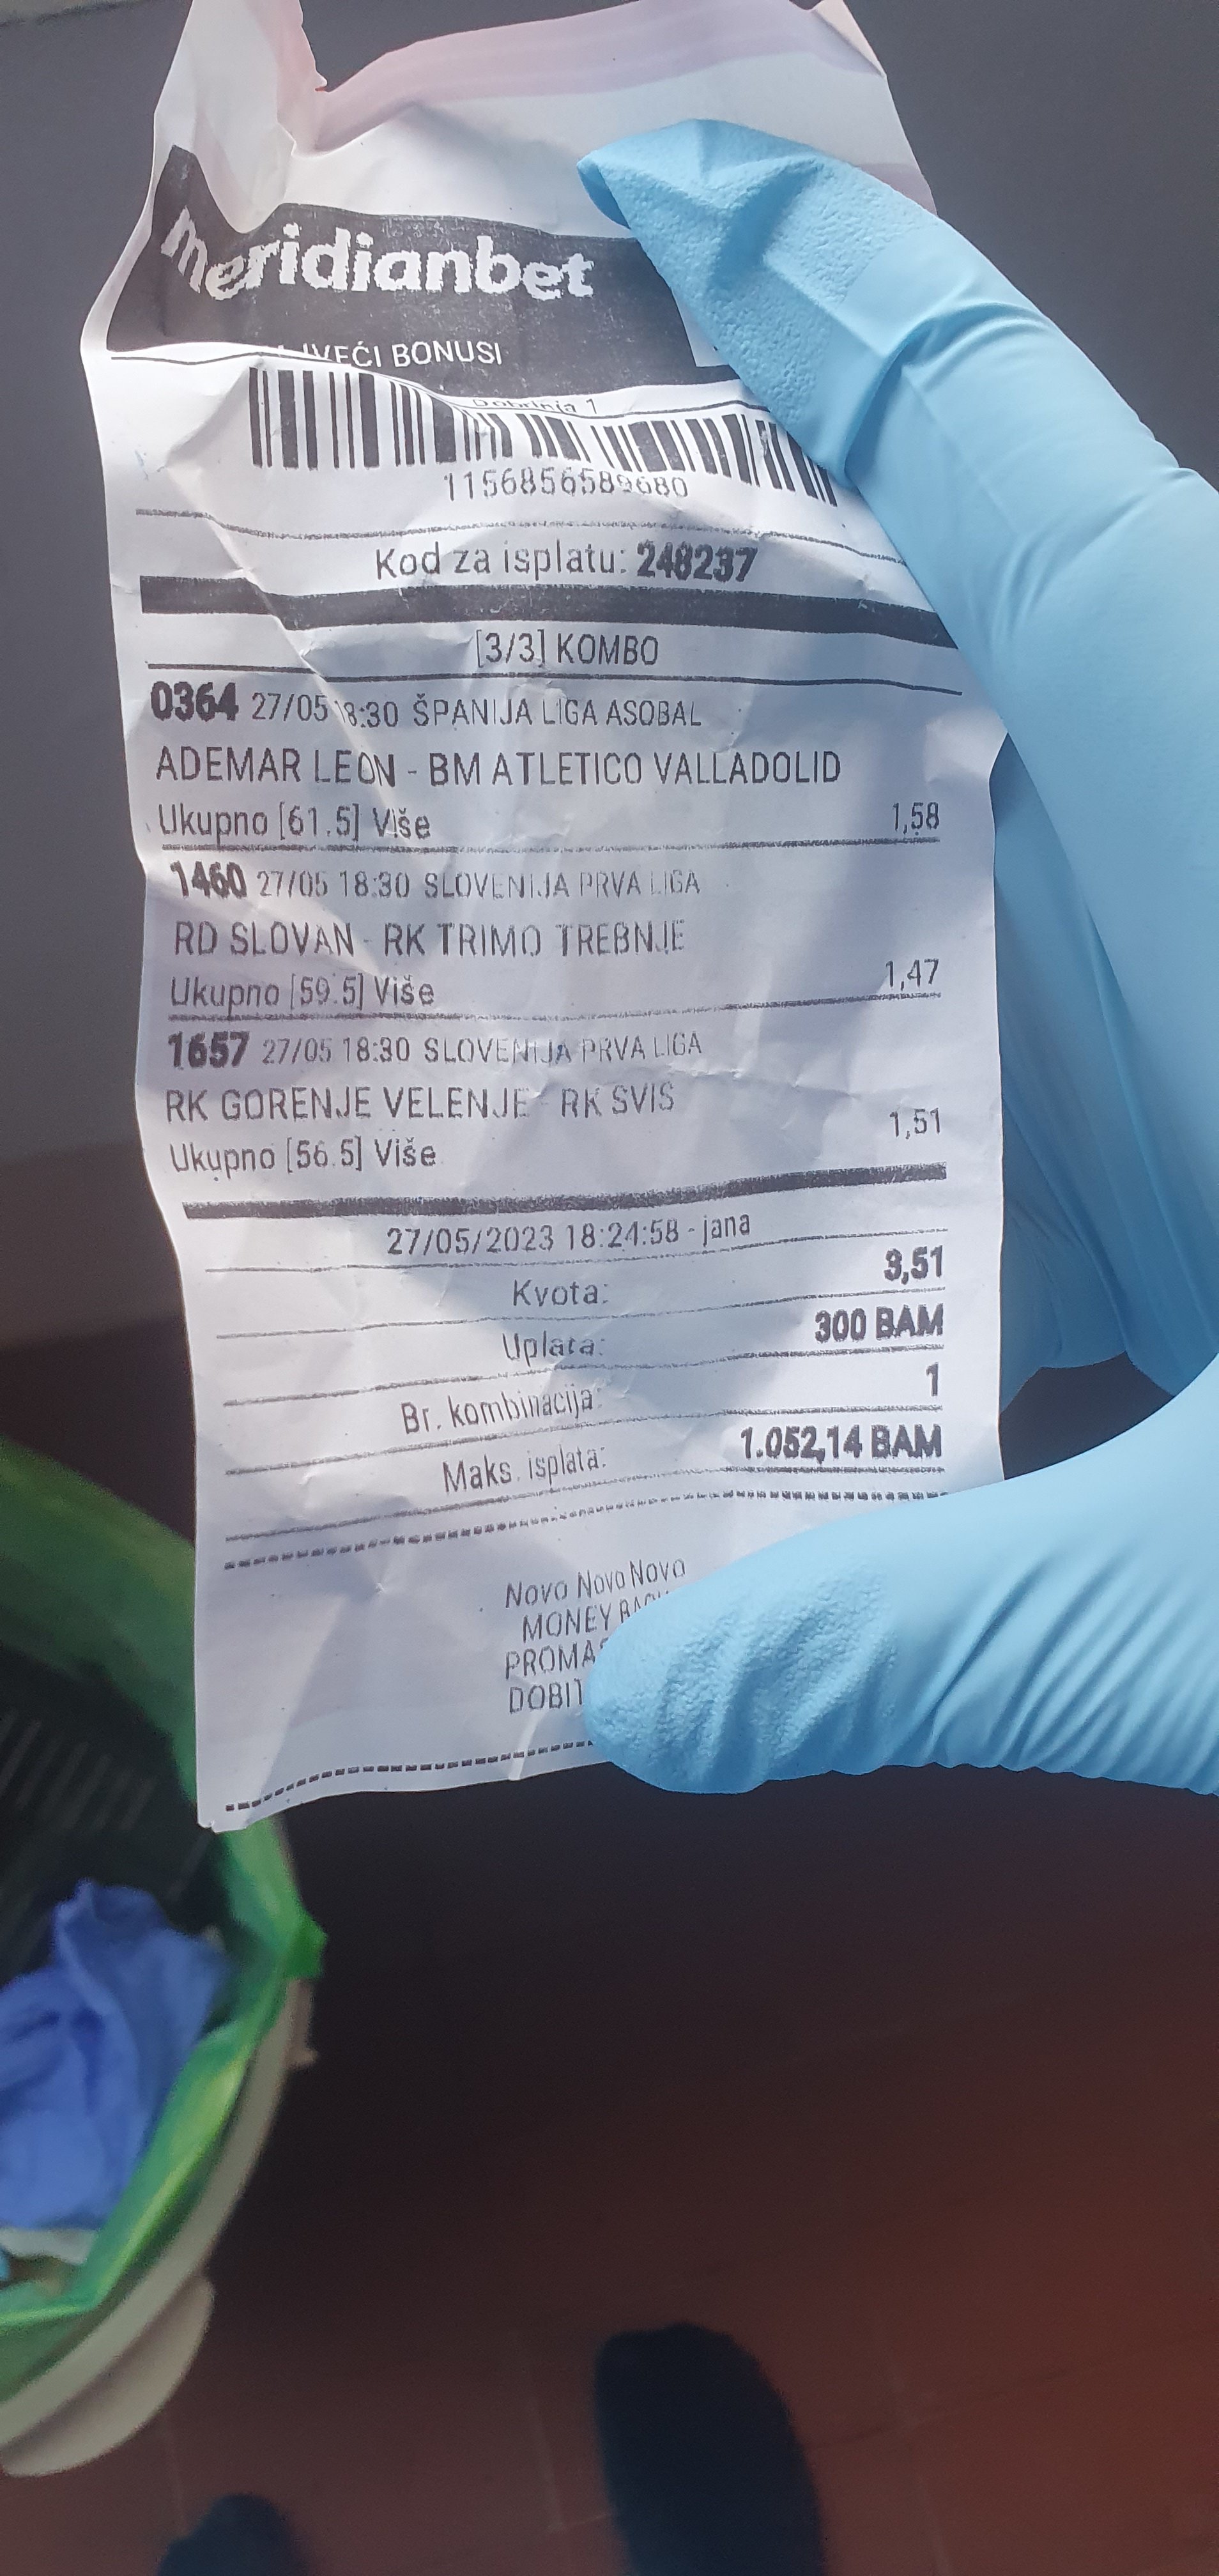 meridianbet
BONUSI
Dobrinja 1
1156856589680
Kod za isplatu: 248237
[3/3] KOMBO
0364 27/05 18:30 ŠPANIJA LIGA ASOBAL
ADEMAR LEON - BM ATLETICO VALLADOLID
Ukupno [61.5] Više 1,58
1460 27/05 18:30 SLOVENIJA PRVA LIGA
RD SLOVAN - RK TRIMO TREBNJE
Ukupno [59.5] Više 1,47
1657 27/05 18:30 SLOVENIJA PRVA LIGA
RK GORENJE VELENJE - RK SVIS
Ukupno [56.5] Više 1,51
27/05/2023 18:24:58 - jana
Kvota: 3,51
Uplata: 300 BAM
Br. kombinacija: 1
Maks. isplata: 1.052,14 BAM
Novo Novo Novo
MONEY